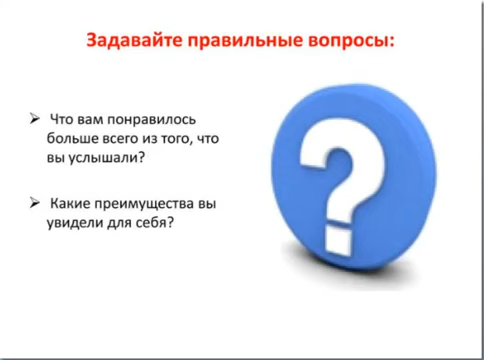 Задавайте правильные вопросы:
Что вам понравилось
больше всего из того, что
вы услышали?
Какие преимущества вы
увидели для себя?